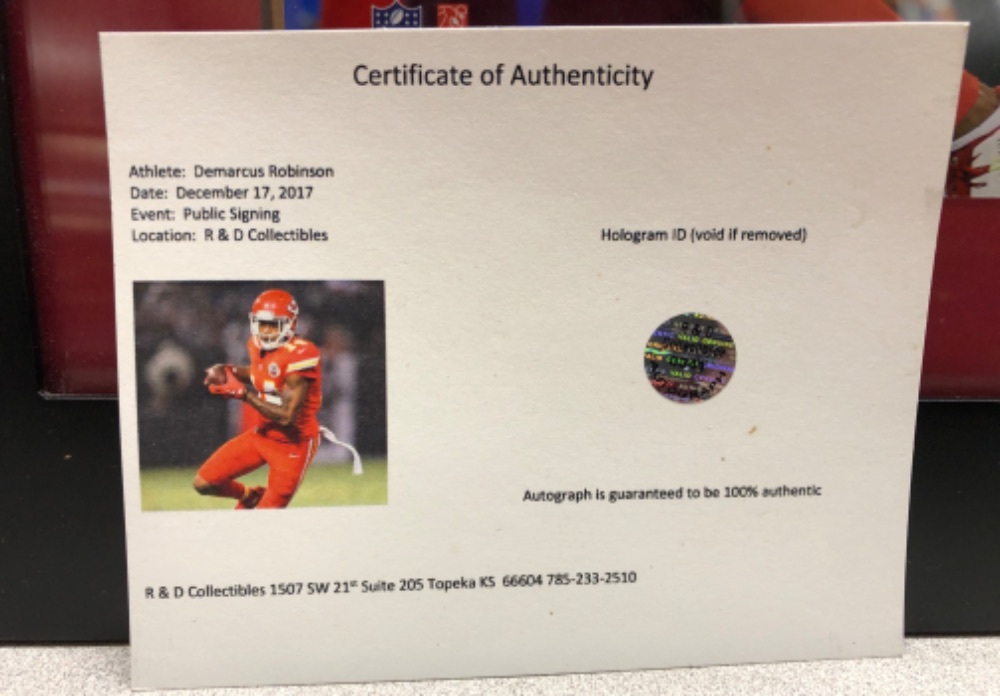 Certificate of Authenticity
Athlete: Demarcus Robinson
Date: December 17, 2017
Event: Public Signing
Location: R & D Collectibles
Hologram ID (void if removed)
Autograph is guaranteed to be 100% authentic
R & D Collectibles 1507 SW 21st Suite 205 Topeka KS 66604 785-233-2510